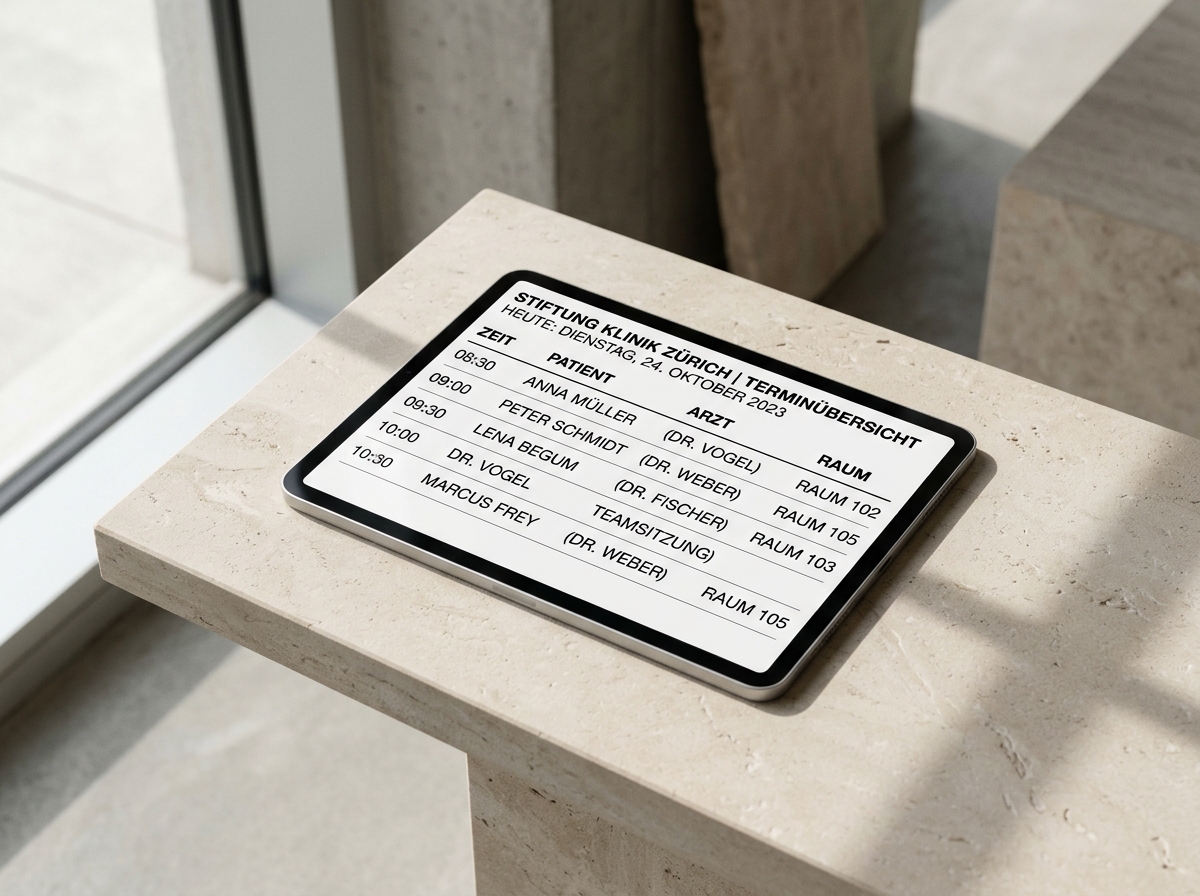 STIFTUNG KLINIK ZÜRICH | TERMINÜBERSICHT
HEUTE: DIENSTAG, 24. OKTOBER 2023
ZEIT PATIENT ARZT RAUM
08:30 ANNA MÜLLER (DR. VOGEL) RAUM 102
09:00 PETER SCHMIDT (DR. WEBER) RAUM 105
09:30 LENA BEGUM (DR. FISCHER) RAUM 103
10:00 DR. VOGEL TEAMSITZUNG)
10:30 MARCUS FREY (DR. WEBER) RAUM 105